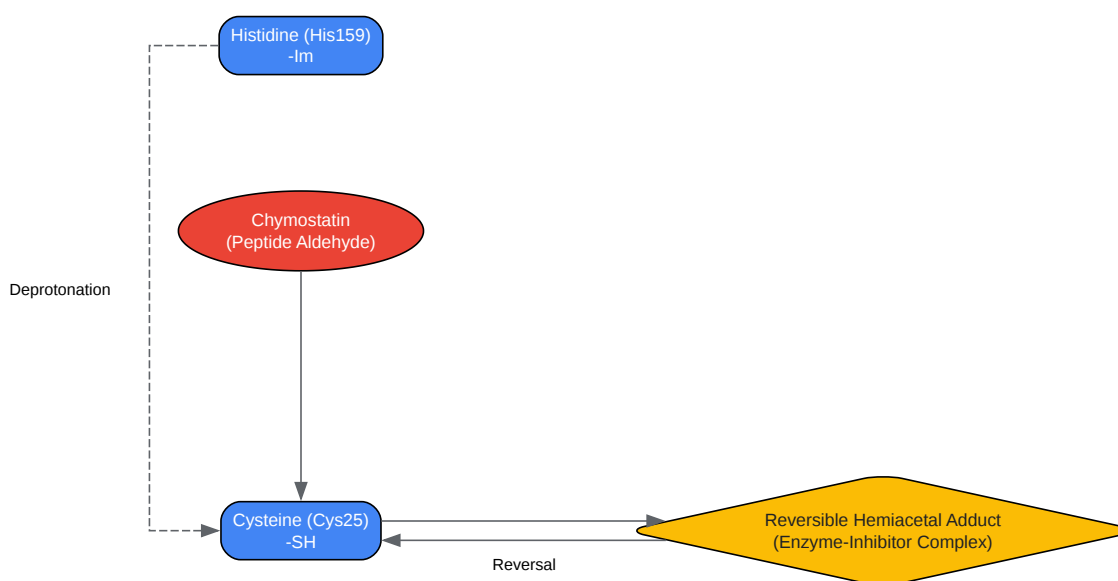 Histidine (His159)
-Im
Chymostatin
(Peptide Aldehyde)
Deprotonation
Cysteine (Cys25)
-SH
Reversible Hemiacetal Adduct
(Enzyme-Inhibitor Complex)
Reversal